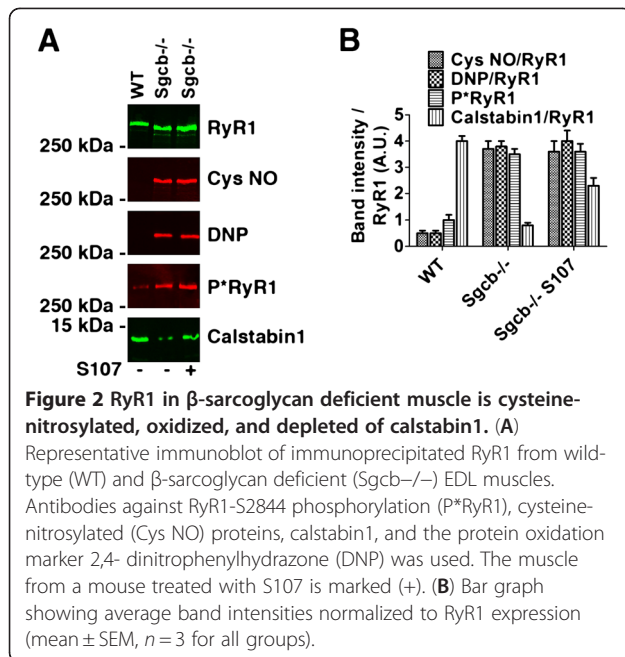 A
B
WT
Sgcb-/-
Sgcb-/-
RyR1
250 kDa -
Cys NO
250 kDa -
DNP
250 kDa -
P*RyR1
250 kDa -
15 kDa -
Calstabin1
S107 - - +
Cys NO/RyR1
DNP/RyR1
P*RyR1
Calstabin1/RyR1
Band intensity /
RyR1 (A.U.)
5
4
3
2
1
0
WT
Sgcb-/-
Sgcb-/- S107
Figure 2 RyR1 in β-sarcoglycan deficient muscle is cysteine-
nitrosylated, oxidized, and depleted of calstabin1. (A)
Representative immunoblot of immunoprecipitated RyR1 from wild-
type (WT) and β-sarcoglycan deficient (Sgcb−/−) EDL muscles.
Antibodies against RyR1-S2844 phosphorylation (P*RyR1), cysteine-
nitrosylated (Cys NO) proteins, calstabin1, and the protein oxidation
marker 2,4- dinitrophenylhydrazone (DNP) was used. The muscle
from a mouse treated with S107 is marked (+). (B) Bar graph
showing average band intensities normalized to RyR1 expression
(mean ± SEM, n = 3 for all groups).